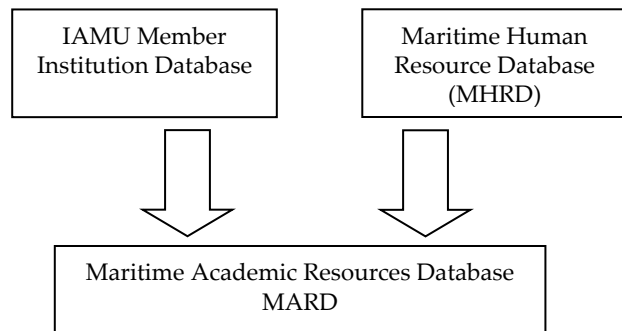 IAMU Member
Institution Database
Maritime Human
Resource Database
(MHRD)
Maritime Academic Resources Database
MARD